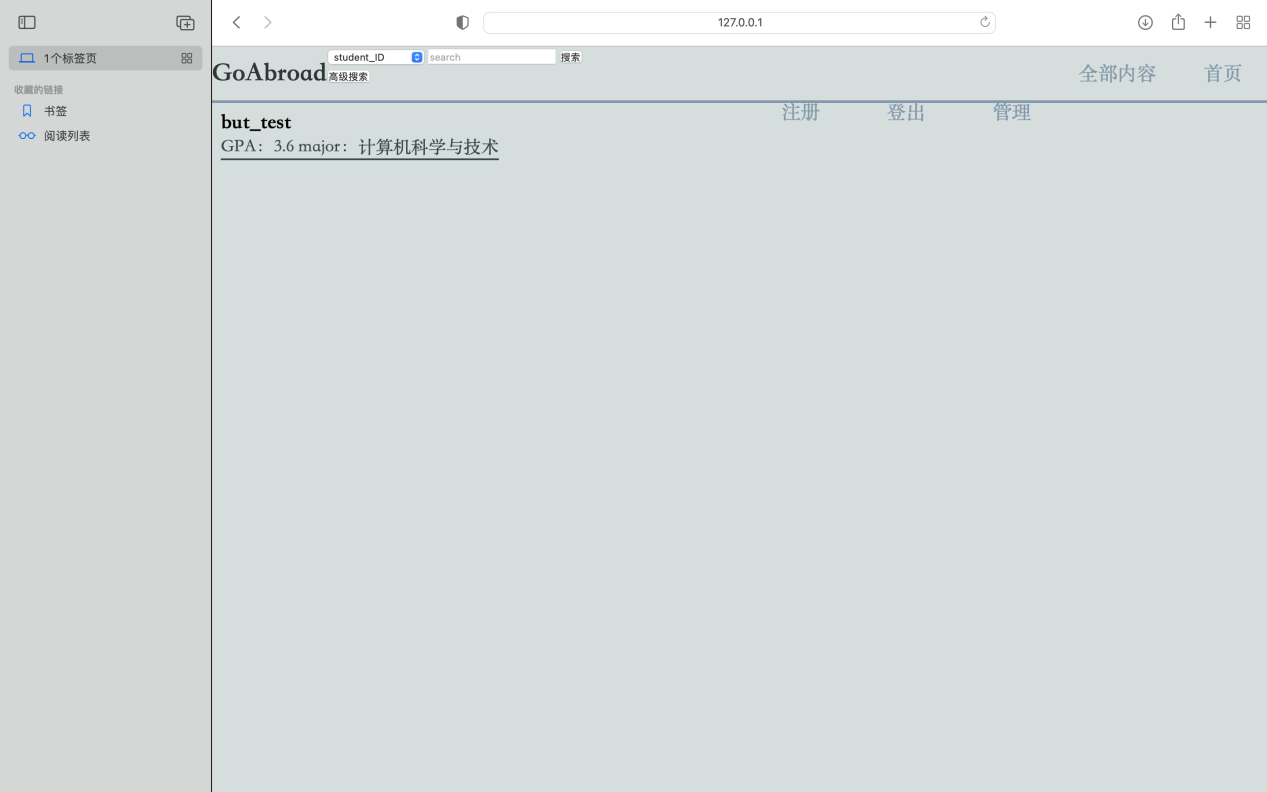 127.0.0.1
1个标签页
收藏的链接
书签
阅读列表
GoAbroad
student_ID
search
搜索
高级搜索
全部内容
首页
注册
登出
管理
but_test
GPA： 3.6 major： 计算机科学与技术